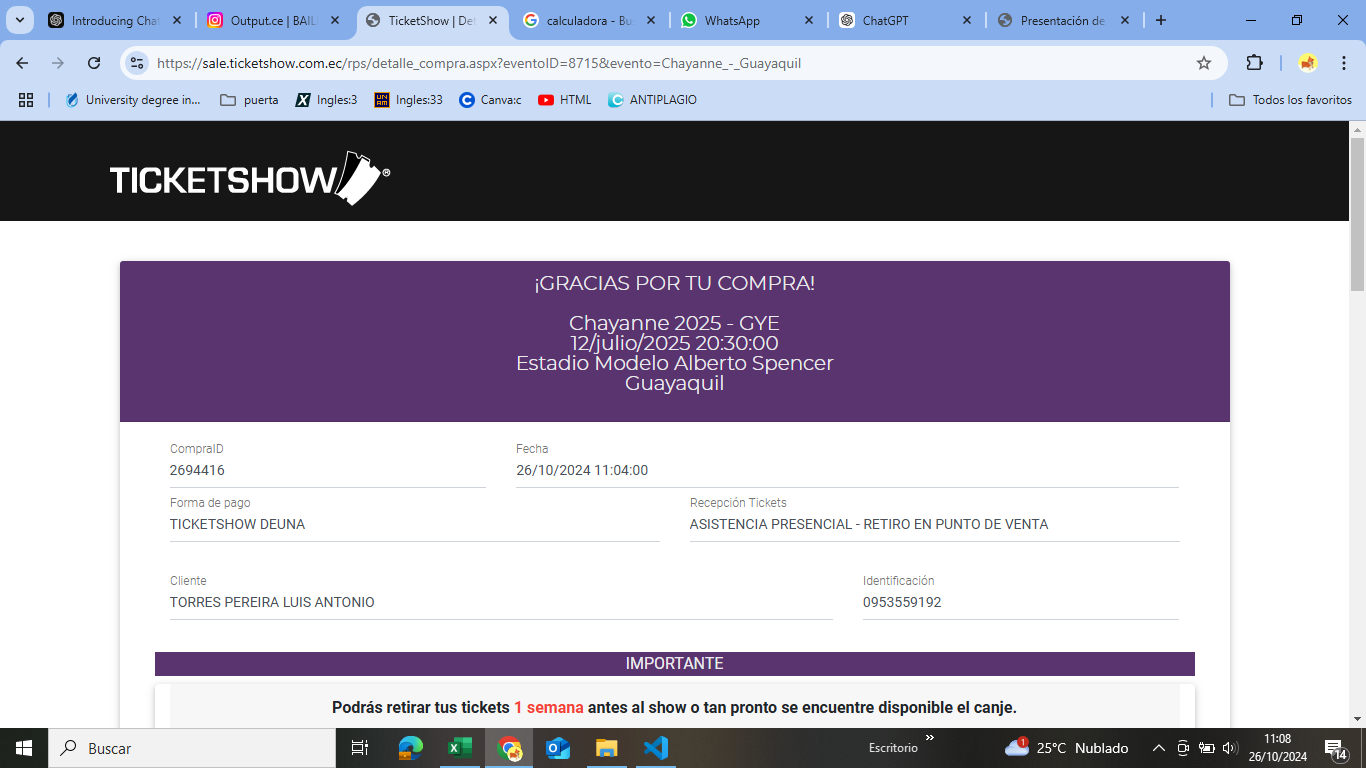 Introducing Cha
Output.ce | BAIL
TicketShow | Det
calculadora - Bu
WhatsApp
ChatGPT
Presentación de
https://sale.ticketshow.com.ec/rps/detalle_compra.aspx?eventoID=8715&evento=Chayanne_-_Guayaquil
University degree in...
puerta
Ingles:3
Ingles:33
Canva:c
HTML
ANTIPLAGIO
Todos los favoritos
TICKETSHOW®
¡GRACIAS POR TU COMPRA!
Chayanne 2025 - GYE
12/julio/2025 20:30:00
Estadio Modelo Alberto Spencer
Guayaquil
CompraID
2694416
Fecha
26/10/2024 11:04:00
Forma de pago
TICKETSHOW DEUNA
Recepción Tickets
ASISTENCIA PRESENCIAL - RETIRO EN PUNTO DE VENTA
Cliente
TORRES PEREIRA LUIS ANTONIO
Identificación
0953559192
IMPORTANTE
Podrás retirar tus tickets 1 semana antes al show o tan pronto se encuentre disponible el canje.
Buscar
Escritorio
»
1
25°C Nublado
11:08
26/10/2024
14